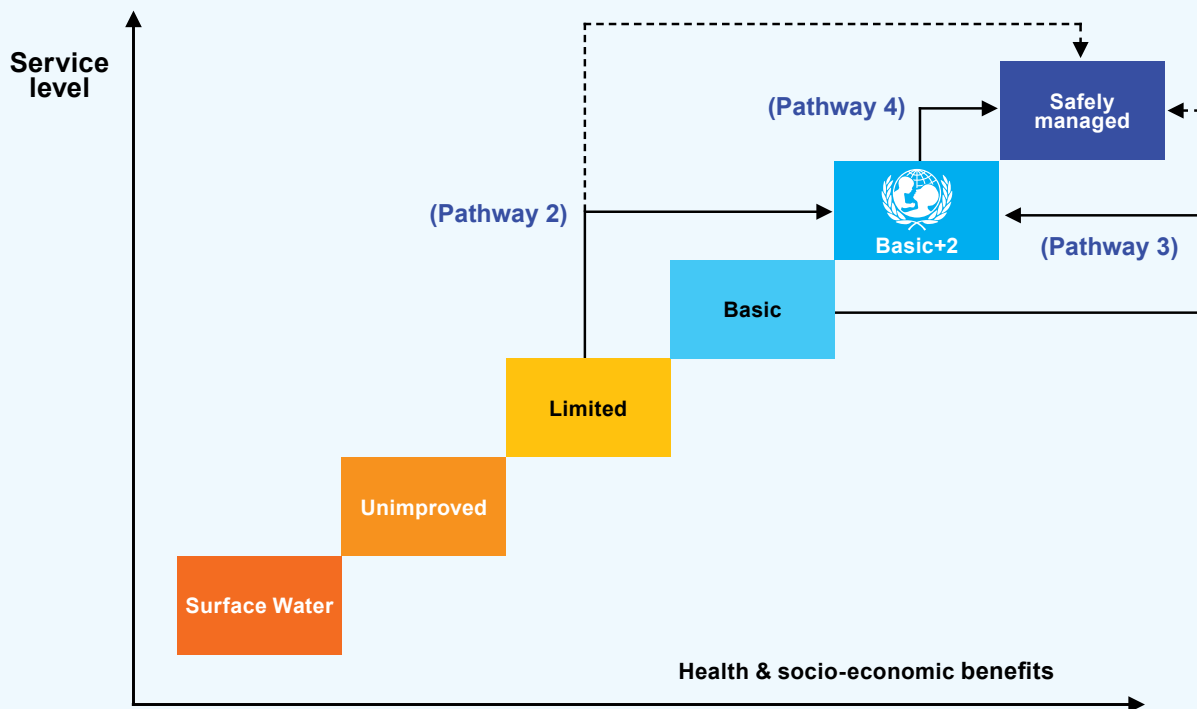 Service
level
(Pathway 4)
Safely
managed
(Pathway 2)
Basic+2
(Pathway 3)
Basic
Limited
Unimproved
Surface Water
Health & socio-economic benefits